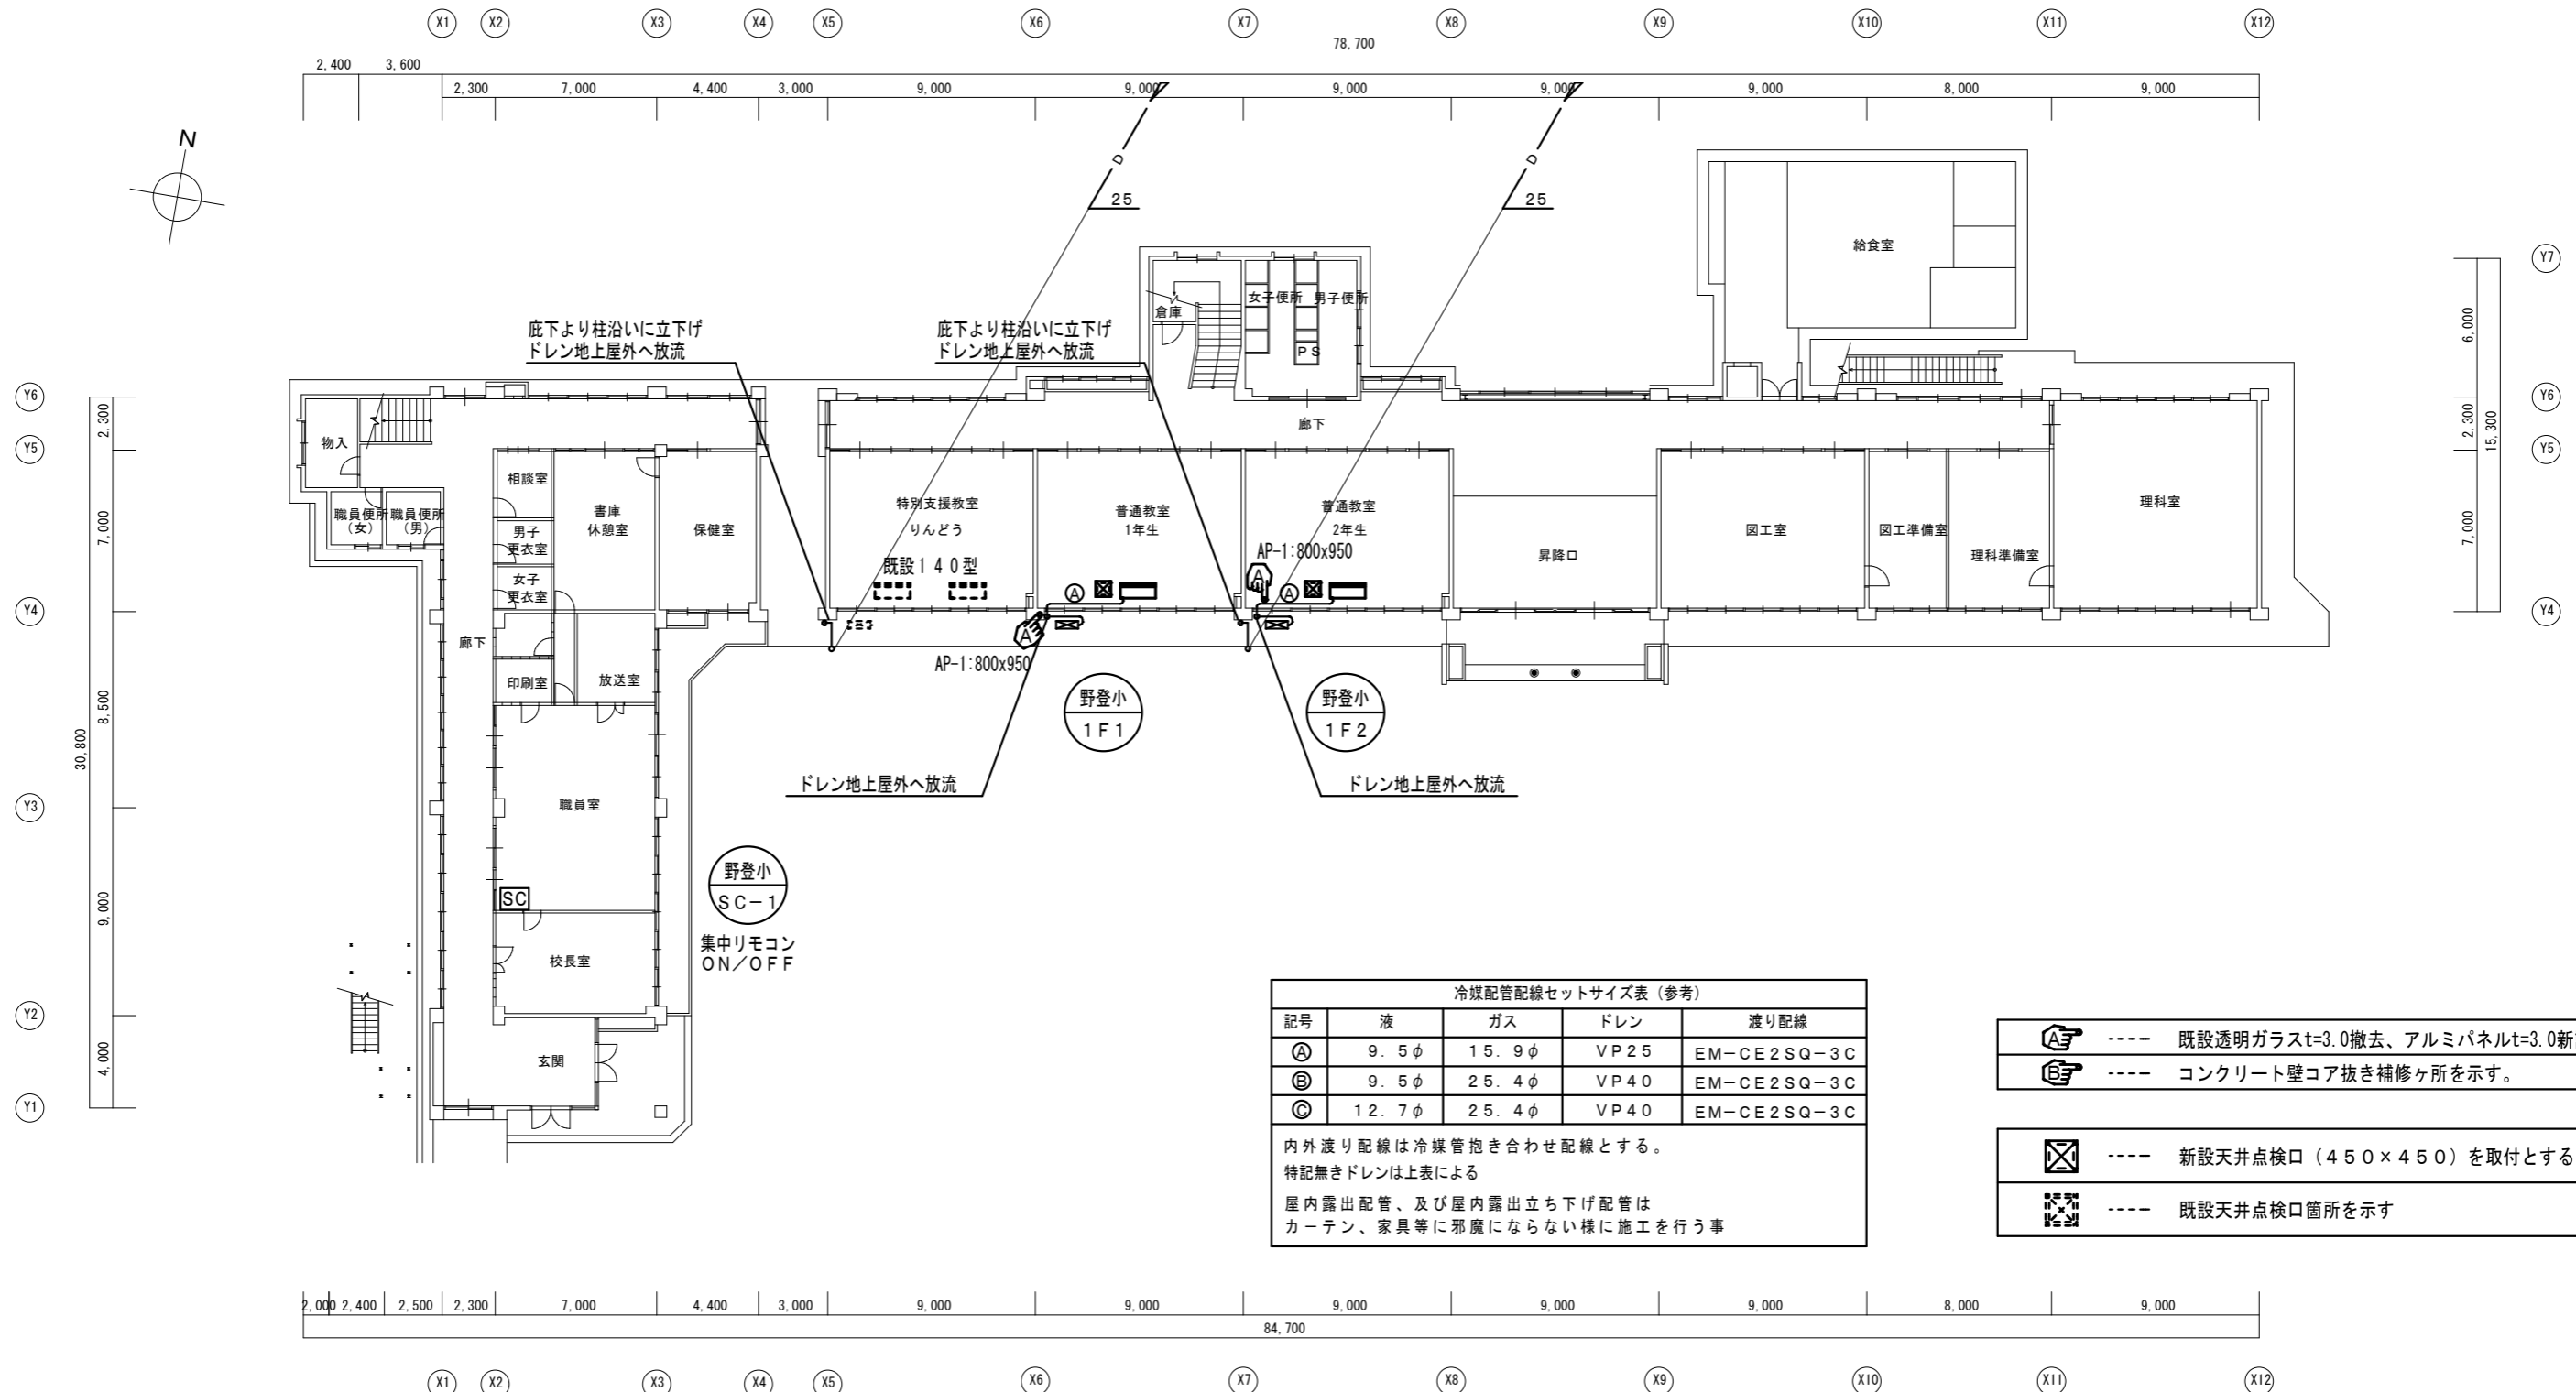 X1 X2 X3 X4 X5 X6 X7 X8 X9 X10 X11 X12
78,700
2,400 3,600
2,300 7,000 4,400 3,000 9,000 9,000 9,000 9,000 9,000 8,000 9,000
N
D
25
D
25
給食室
Y7
6,000
女子便所 男子便所
倉庫
PS
庇下より柱沿いに立下げ
ドレン地上屋外へ放流
庇下より柱沿いに立下げ
ドレン地上屋外へ放流
Y6
Y6
2,300
2,300
15,300
廊下
物入
Y5
Y5
相談室
書庫
休憩室
保健室
特別支援教室
りんどう
普通教室
1年生
普通教室
2年生
昇降口
図工室
図工準備室
理科準備室
理科室
職員便所
(女)
職員便所
(男)
男子
更衣室
女子
更衣室
7,000
7,000
既設140型
AP-1:800x950
A
A
A
A
AP-1:800x950
Y4
Y4
廊下
印刷室
放送室
8,500
30,800
野登小
1F1
野登小
1F2
ドレン地上屋外へ放流
ドレン地上屋外へ放流
Y3
職員室
SC
野登小
SC-1
集中リモコン
ON/OFF
9,000
校長室
Y2
玄関
4,000
Y1
冷媒配管配線セットサイズ表(参考)
記号 液 ガス ドレン 渡り配線
A 9.5φ 15.9φ VP25 EM-CE2SQ-3C
B 9.5φ 25.4φ VP40 EM-CE2SQ-3C
C 12.7φ 25.4φ VP40 EM-CE2SQ-3C
内外渡り配線は冷媒管抱き合わせ配線とする。
特記無きドレンは上表による
屋内露出配管、及び屋内露出立ち下げ配管は
カーテン、家具等に邪魔にならない様に施工を行う事
A ---- 既設透明ガラスt=3.0撤去、アルミパネルt=3.0新
B ---- コンクリート壁コア抜き補修ヶ所を示す。
---- 新設天井点検口(450×450)を取付とする
---- 既設天井点検口箇所を示す
2,000 2,400 2,500 2,300 7,000 4,400 3,000 9,000 9,000 9,000 9,000 9,000 8,000 9,000
84,700
X1 X2 X3 X4 X5 X6 X7 X8 X9 X10 X11 X12